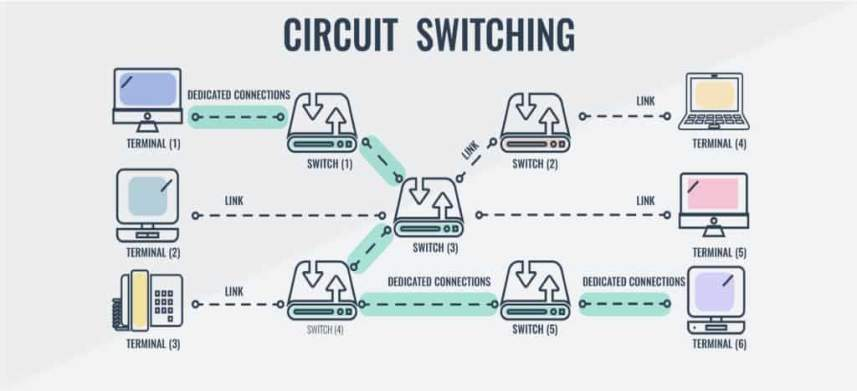 CIRCUIT SWITCHING
DEDICATED CONNECTIONS
LINK
TERMINAL (1)
SWITCH (1)
LINK
SWITCH (2)
TERMINAL (4)
LINK
LINK
TERMINAL (2)
SWITCH (3)
TERMINAL (5)
LINK
DEDICATED CONNECTIONS
DEDICATED CONNECTIONS
TERMINAL (3)
SWITCH (4)
SWITCH (5)
TERMINAL (6)